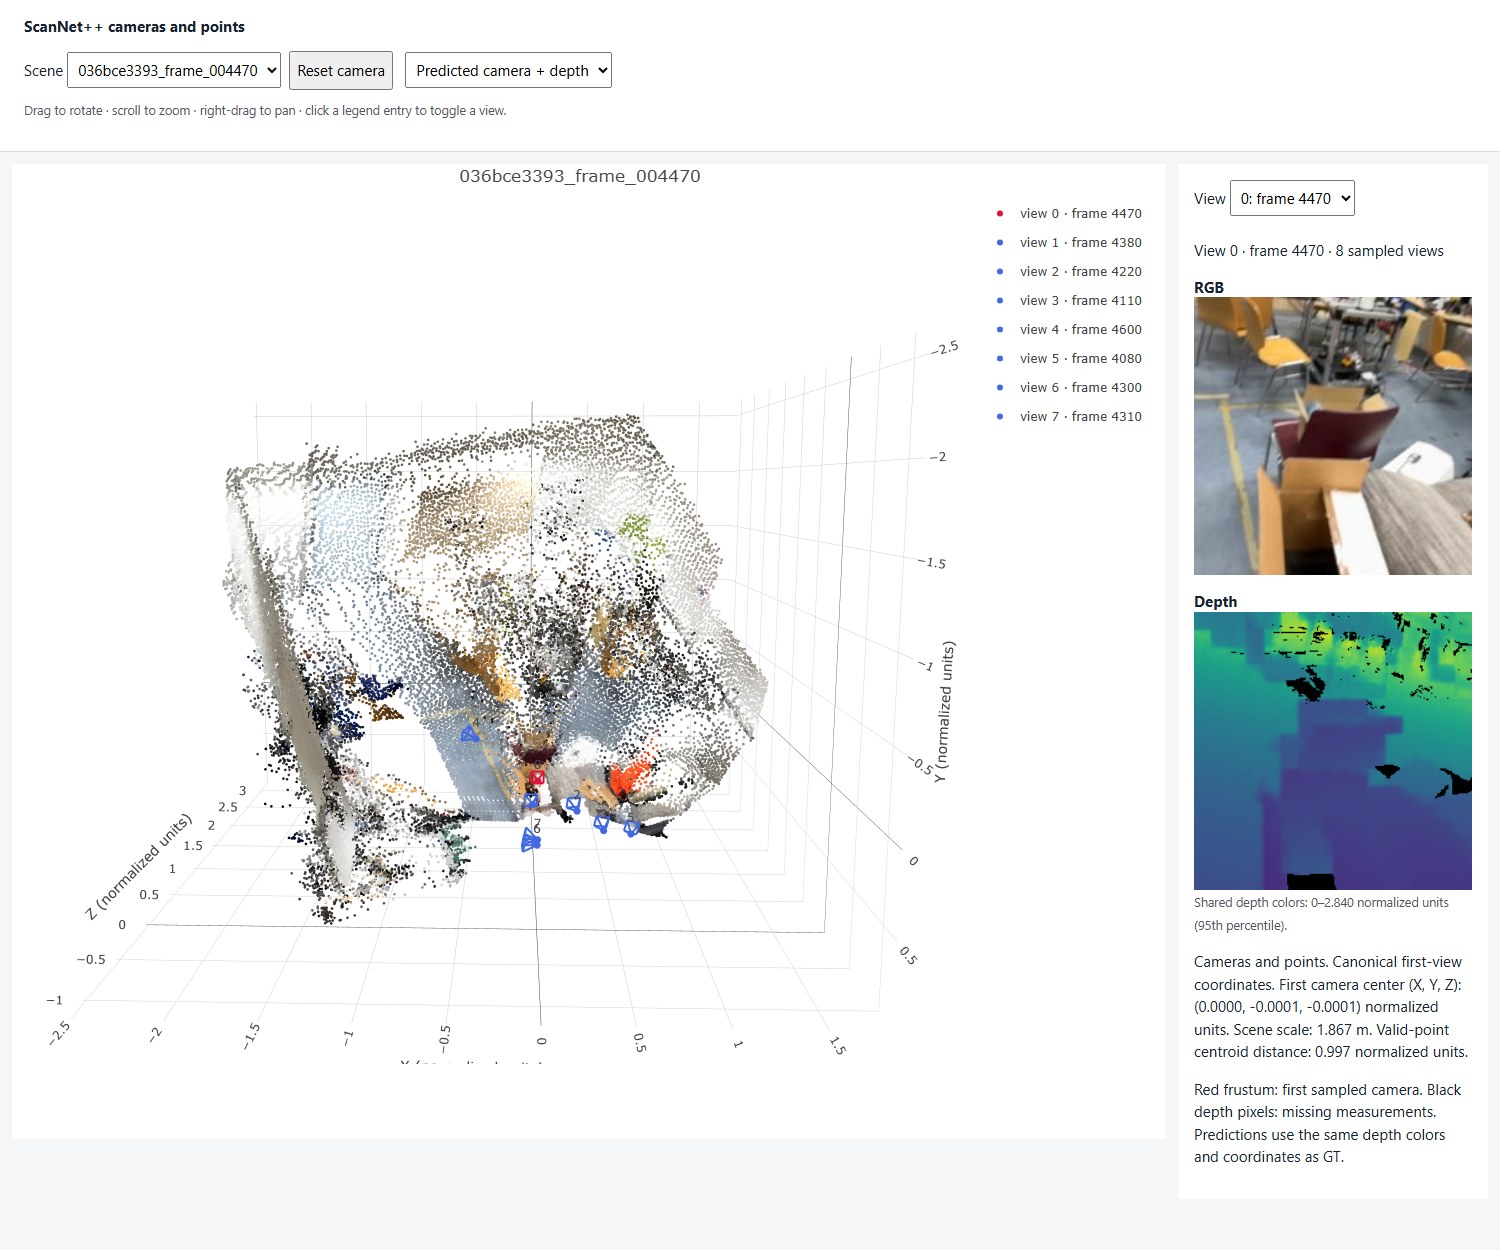 ScanNet++ cameras and points
Scene 036bce3393_frame_004470 Reset camera Predicted camera + depth
Drag to rotate · scroll to zoom · right-drag to pan · click a legend entry to toggle a view.
036bce3393_frame_004470
view 0 · frame 4470
view 1 · frame 4380
view 2 · frame 4220
view 3 · frame 4110
view 4 · frame 4600
view 5 · frame 4080
view 6 · frame 4300
view 7 · frame 4310
−2.5
−2
−1.5
−1
−0.5
0
0.5
Y (normalized units)
3
2.5
2
1.5
1
0.5
0
−0.5
−1
Z (normalized units)
−2.5
−2
−1.5
−1
−0.5
0
0.5
1
1.5
7
6
View 0: frame 4470
View 0 · frame 4470 · 8 sampled views
RGB
Depth
Shared depth colors: 0–2.840 normalized units
(95th percentile).
Cameras and points. Canonical first-view
coordinates. First camera center (X, Y, Z):
(0.0000, -0.0001, -0.0001) normalized
units. Scene scale: 1.867 m. Valid-point
centroid distance: 0.997 normalized units.
Red frustum: first sampled camera. Black
depth pixels: missing measurements.
Predictions use the same depth colors
and coordinates as GT.